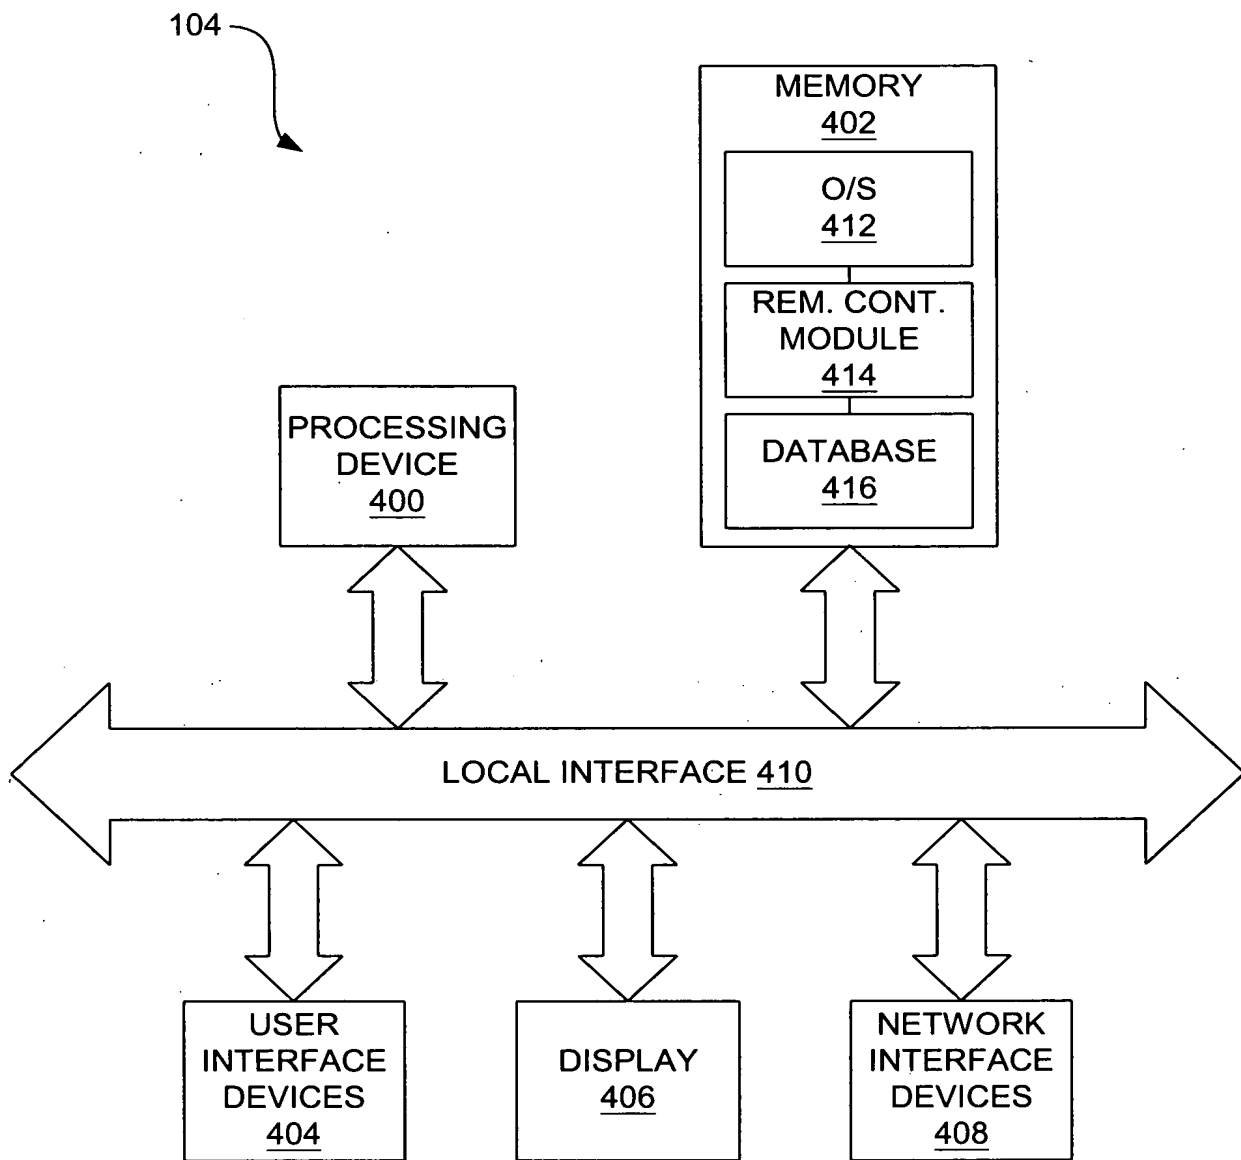 104
MEMORY
402
O/S
412
REM. CONT.
MODULE
414
DATABASE
416
PROCESSING
DEVICE
400
LOCAL INTERFACE 410
USER
INTERFACE
DEVICES
404
DISPLAY
406
NETWORK
INTERFACE
DEVICES
408